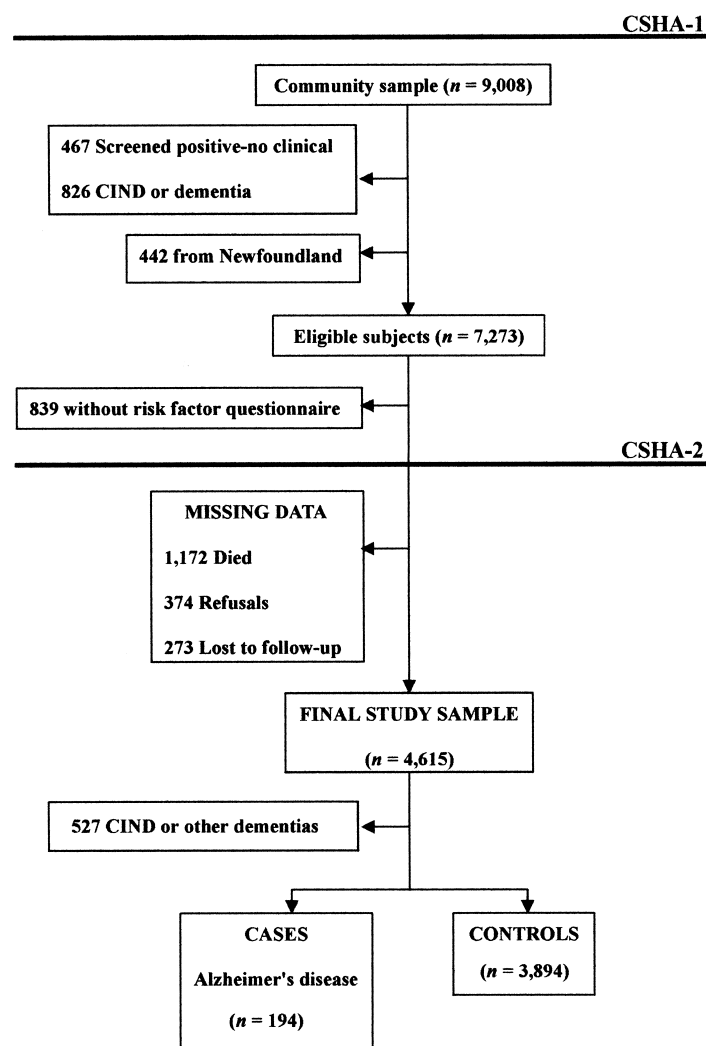 CSHA-1
Community sample (n = 9,008)
467 Screened positive-no clinical
826 CIND or dementia
442 from Newfoundland
Eligible subjects (n = 7,273)
839 without risk factor questionnaire
CSHA-2
MISSING DATA
1,172 Died
374 Refusals
273 Lost to follow-up
FINAL STUDY SAMPLE
(n = 4,615)
527 CIND or other dementias
CASES
Alzheimer's disease
(n = 194)
CONTROLS
(n = 3,894)